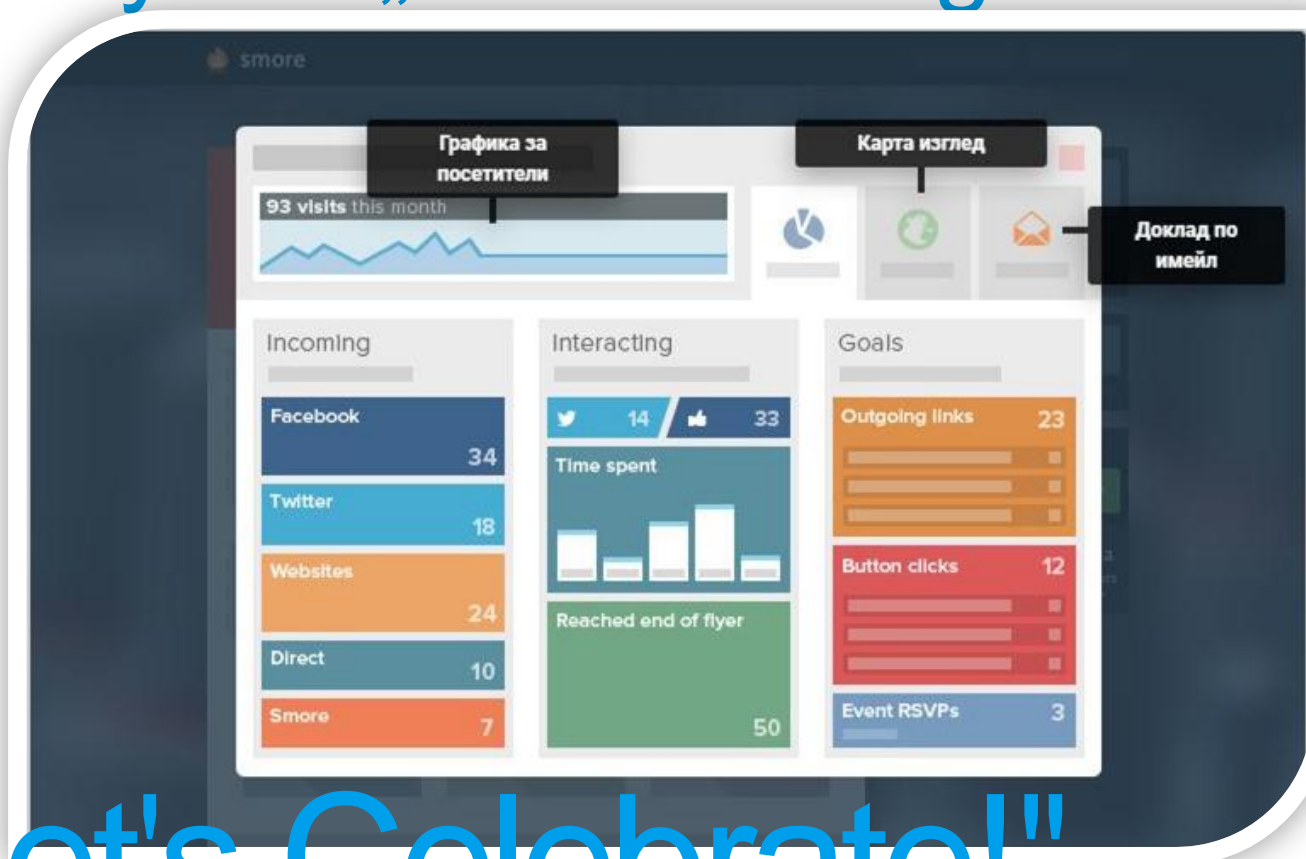 smore
Графика за
посетители
Карта изглед
Доклад по
имейл
93 visits this month
Incoming
Interacting
Goals
Facebook
34
Twitter
18
Websites
24
Direct
10
Smore
7
14
33
Time spent
Reached end of flyer
50
Outgoing links 23
Button clicks 12
Event RSVPs 3
Celebrate!"